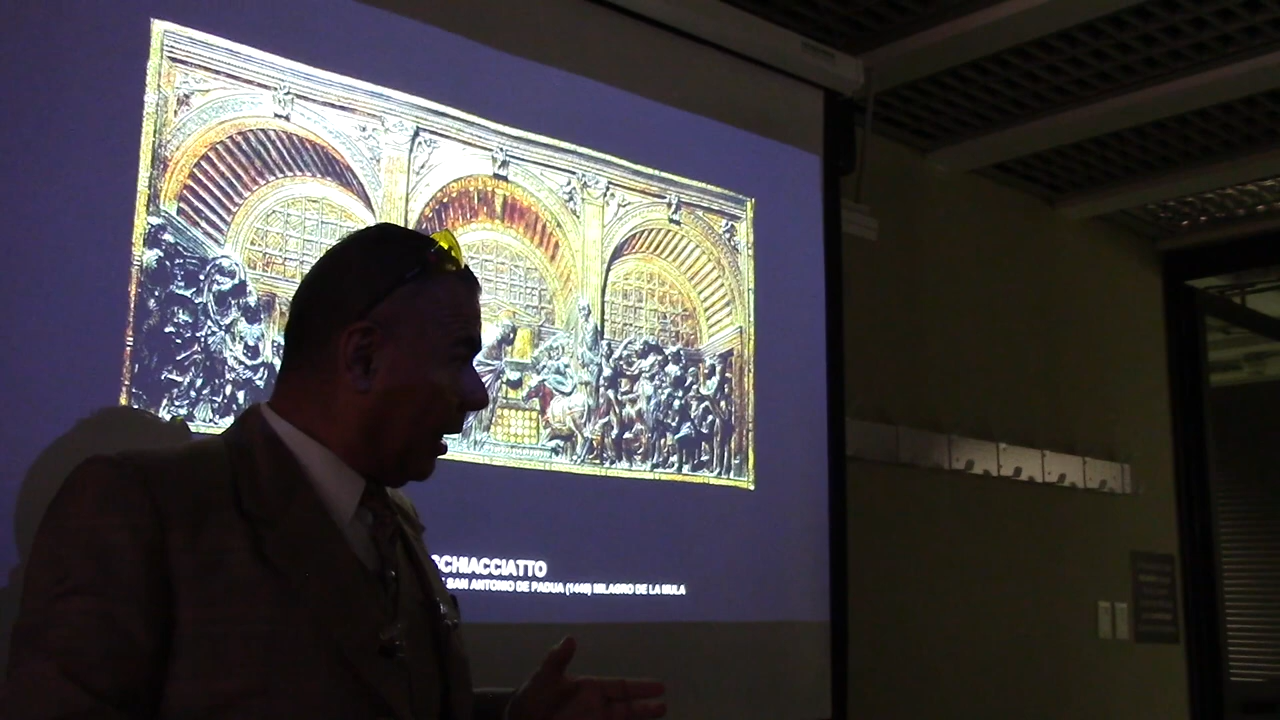 SCHIACCIATTO
SAN ANTONIO DE PADUA (1446) MILAGRO DE LA MULA